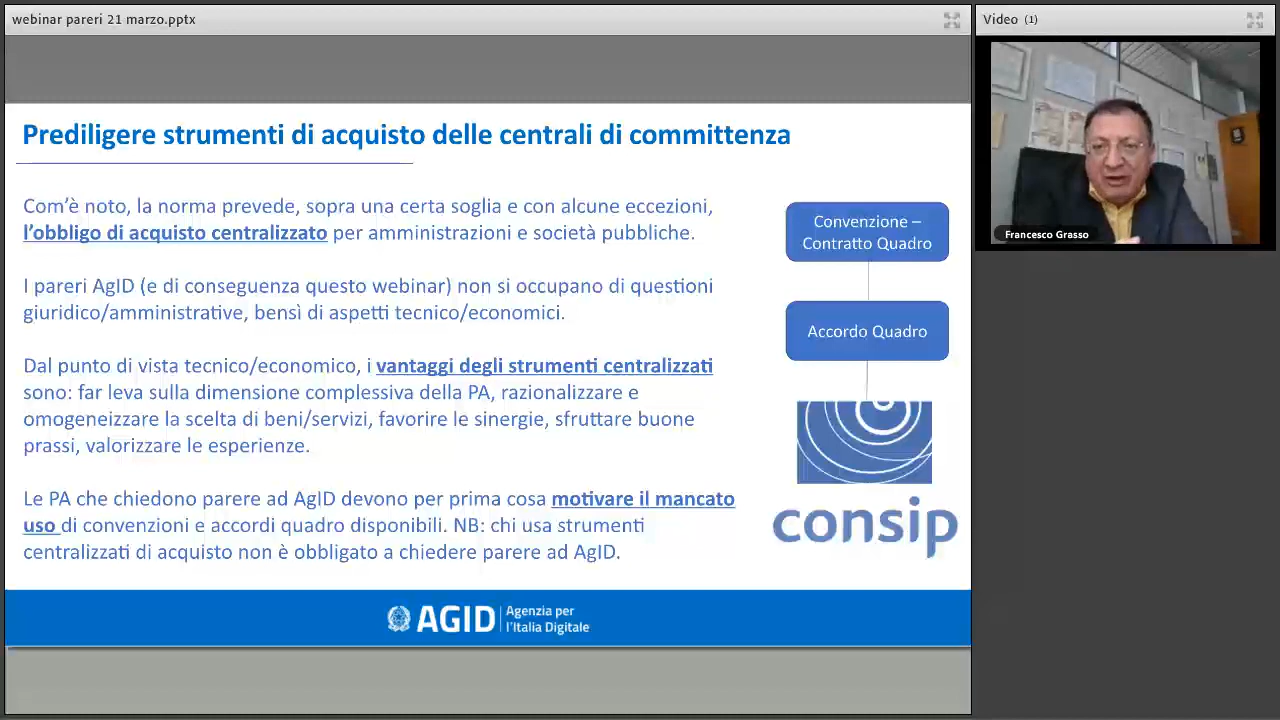 webinar pareri 21 marzo.pptx
Video (1)
Francesco Grasso
Prediligere strumenti di acquisto delle centrali di committenza
Com'è noto, la norma prevede, sopra una certa soglia e con alcune eccezioni,
l'obbligo di acquisto centralizzato per amministrazioni e società pubbliche.
I pareri AgID (e di conseguenza questo webinar) non si occupano di questioni
giuridico/amministrative, bensì di aspetti tecnico/economici.
Dal punto di vista tecnico/economico, i vantaggi degli strumenti centralizzati
sono: far leva sulla dimensione complessiva della PA, razionalizzare e
omogeneizzare la scelta di beni/servizi, favorire le sinergie, sfruttare buone
prassi, valorizzare le esperienze.
Le PA che chiedono parere ad AgID devono per prima cosa motivare il mancato
uso di convenzioni e accordi quadro disponibili. NB: chi usa strumenti
centralizzati di acquisto non è obbligato a chiedere parere ad AgID.
Convenzione –
Contratto Quadro
Accordo Quadro
consip
AGID
Agenzia per
l'Italia Digitale